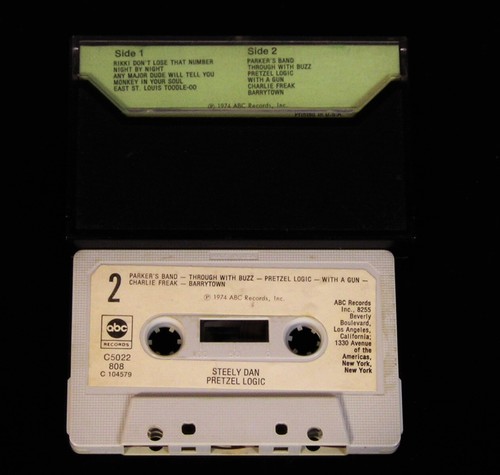 Side 1
RIKKI DON'T LOSE THAT NUMBER
NIGHT BY NIGHT
ANY MAJOR DUDE WILL TELL YOU
MONKEY IN YOUR SOUL
EAST ST. LOUIS TOODLE-OO
Side 2
PARKER'S BAND
THROUGH WITH BUZZ
PRETZEL LOGIC
WITH A GUN
CHARLIE FREAK
BARRYTOWN
℗ 1974 ABC Records, Inc.
2
PARKER'S BAND — THROUGH WITH BUZZ — PRETZEL LOGIC — WITH A GUN —
CHARLIE FREAK — BARRYTOWN
℗ 1974 ABC Records, Inc.
abc
RECORDS
C5022
808
C 104579
STEELY DAN
PRETZEL LOGIC
ABC Records
Inc., 8255
Beverly
Boulevard,
Los Angeles,
California;
1330 Avenue
of the
Americas,
New York,
New York